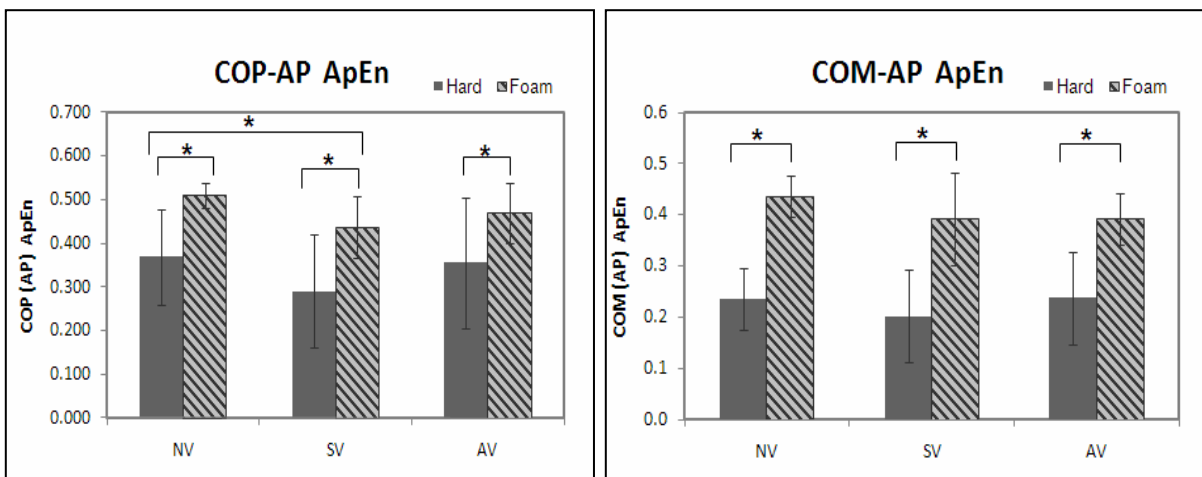 COP-AP ApEn
Hard Foam
COP (AP) ApEn
0.700
0.600
0.500
0.400
0.300
0.200
0.100
0.000
*
*
*
*
NV SV AV
COM-AP ApEn
Hard Foam
COM (AP) ApEn
0.6
0.5
0.4
0.3
0.2
0.1
0.0
* * *
NV SV AV